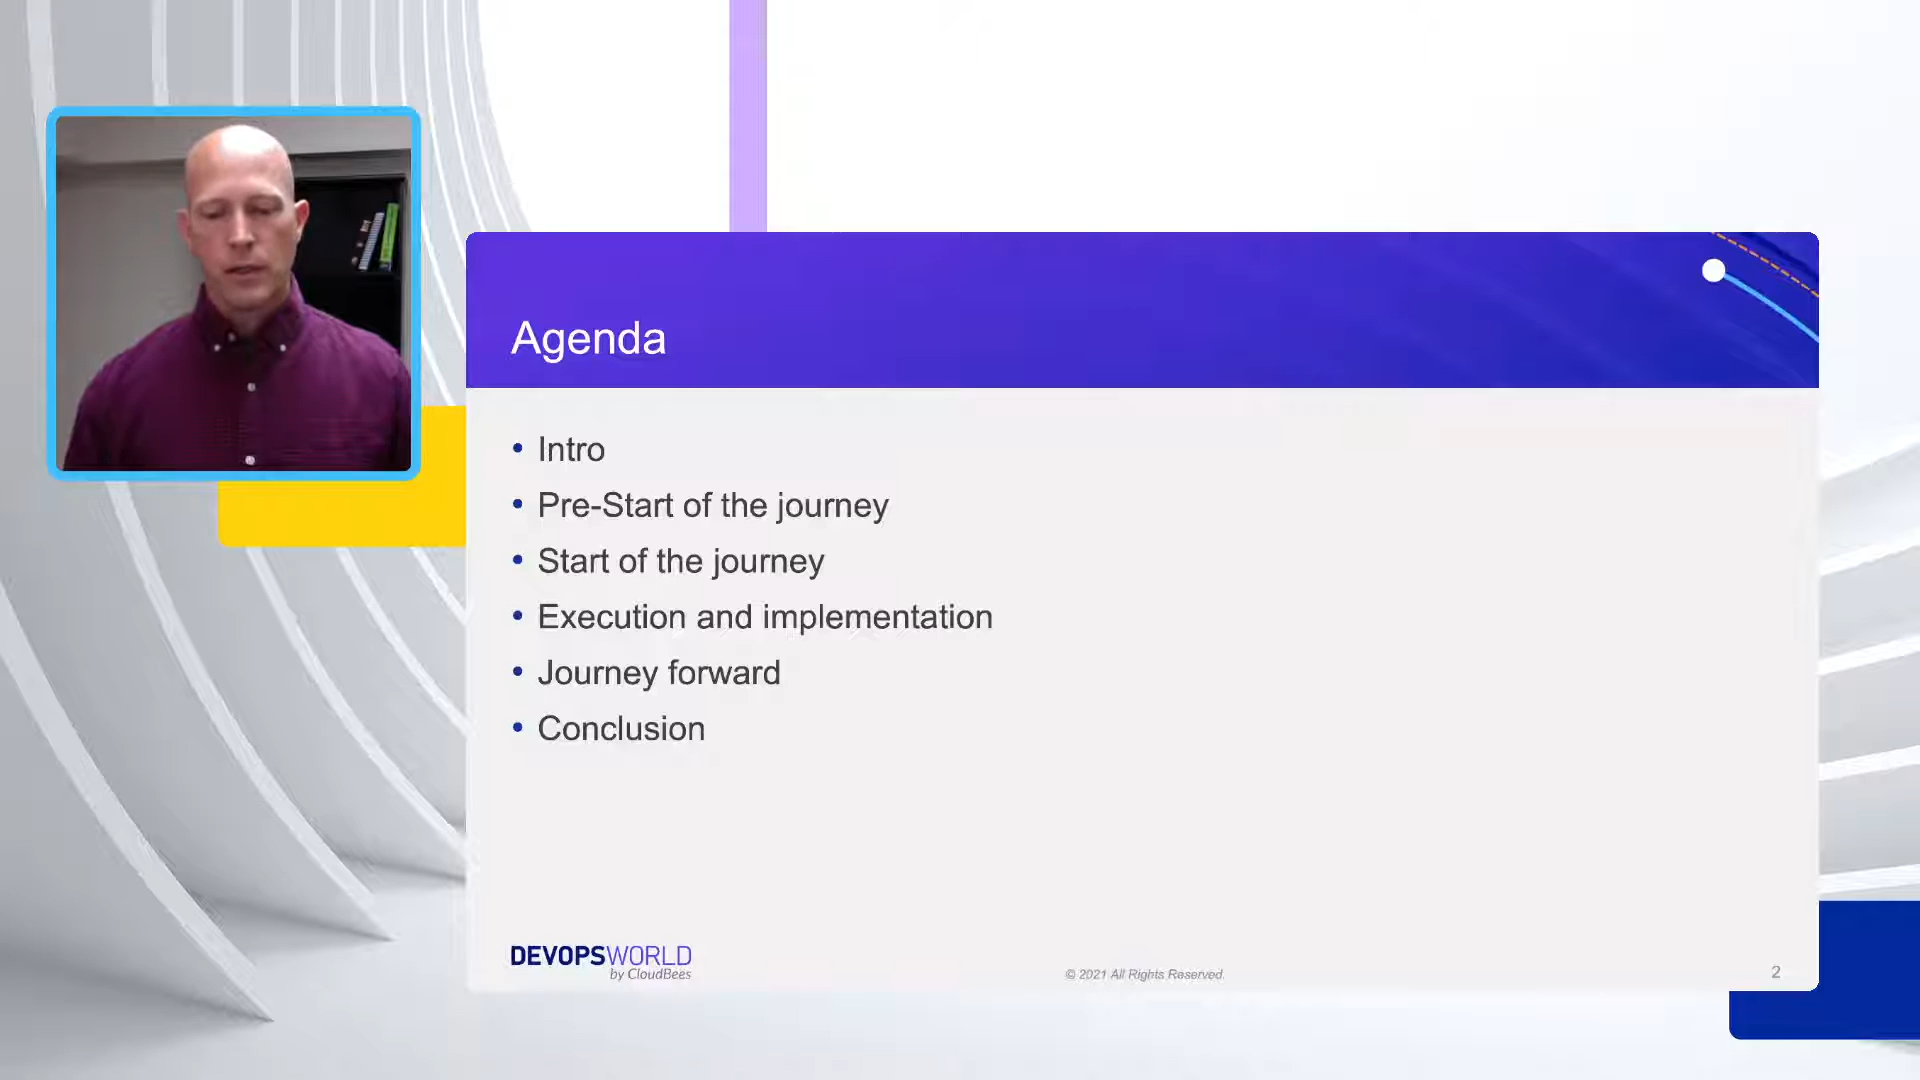 Agenda
• Intro
• Pre-Start of the journey
• Start of the journey
• Execution and implementation
• Journey forward
• Conclusion
DEVOPSWORLD
by CloudBees
© 2021 All Rights Reserved.
2